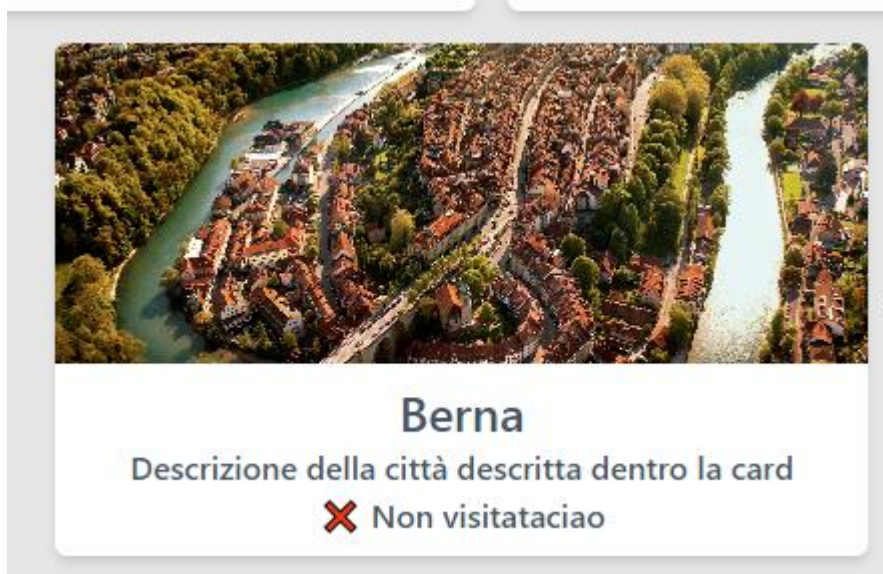 Berna
Descrizione della città descritta dentro la card
❌ Non visitataciao